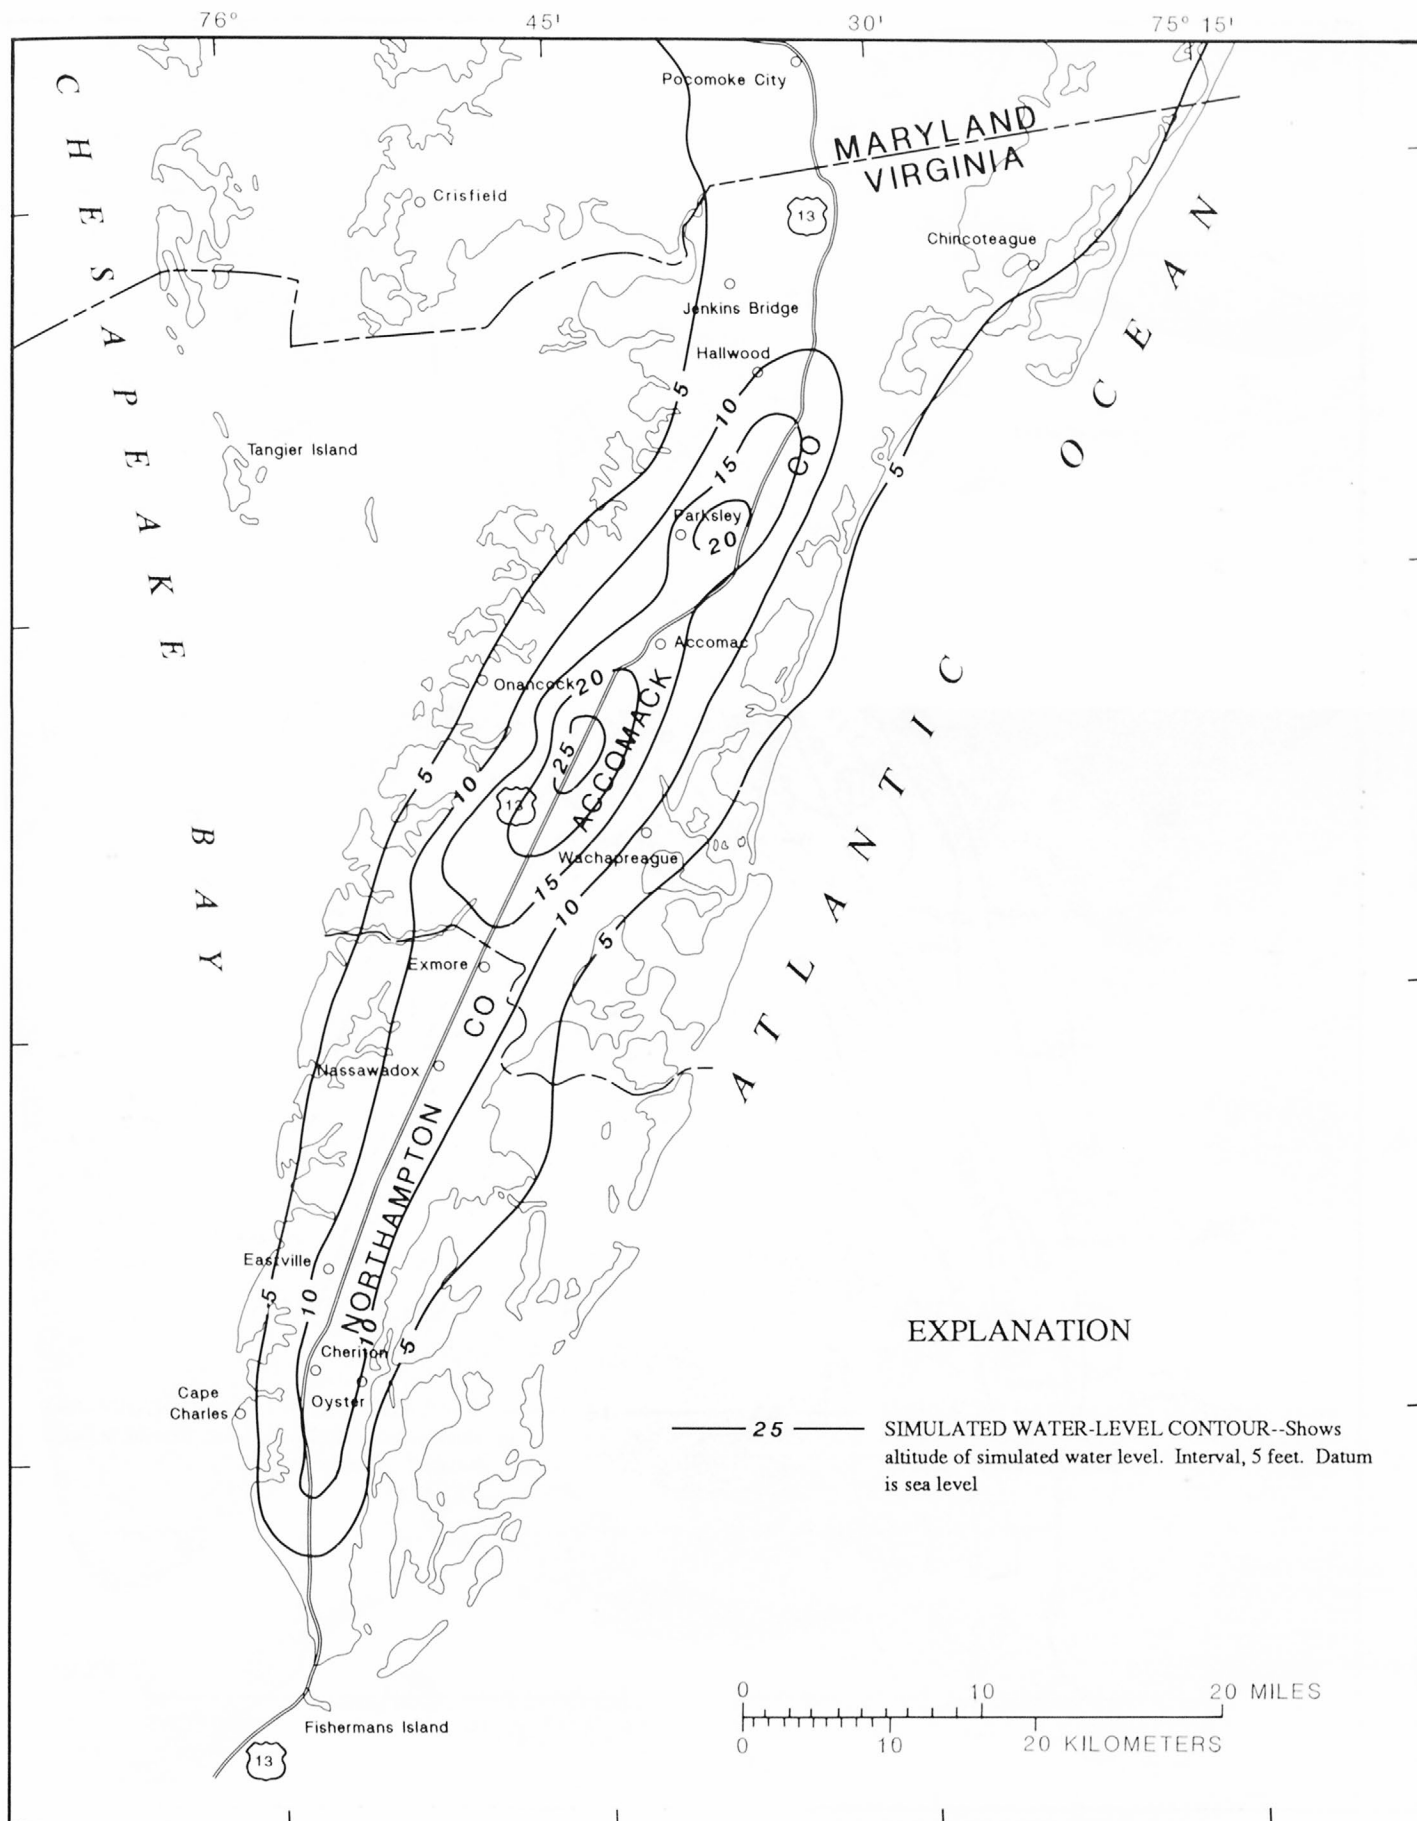 76° 45' 30' 75° 15'
CHESAPEAKE BAY
Pocomoke City
MARYLAND
VIRGINIA
Crisfield
13
Chincoteague
ATLANTIC OCEAN
Jenkins Bridge
Hallwood
5
10
15
CO
Tangier Island
5
Parksley
20
Accomac
Onancock
20
ACCOMACK
25
5
10
13
Wachapreague
15
10
5
Exmore
CO
Nassawadox
NORTHAMPTON
Eastville
5
10
10
5
Cheriton
Cape
Charles
Oyster
EXPLANATION
25
SIMULATED WATER-LEVEL CONTOUR--Shows
altitude of simulated water level. Interval, 5 feet. Datum
is sea level
0 10 20 MILES
0 10 20 KILOMETERS
Fishermans Island
13